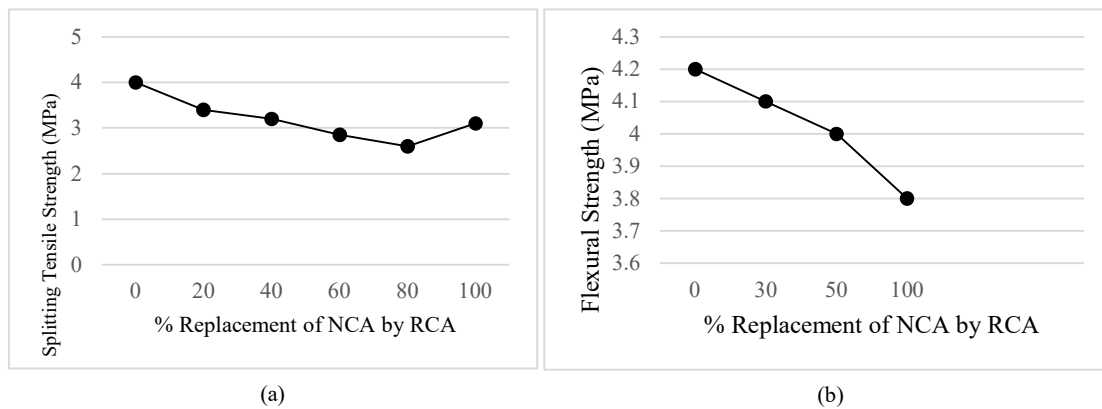 5
4
3
2
1
0
0 20 40 60 80 100
Splitting Tensile Strength (MPa)
% Replacement of NCA by RCA
(a)
4.3
4.2
4.1
4
3.9
3.8
3.7
3.6
0 30 50 100
Flexural Strength (MPa)
% Replacement of NCA by RCA
(b)